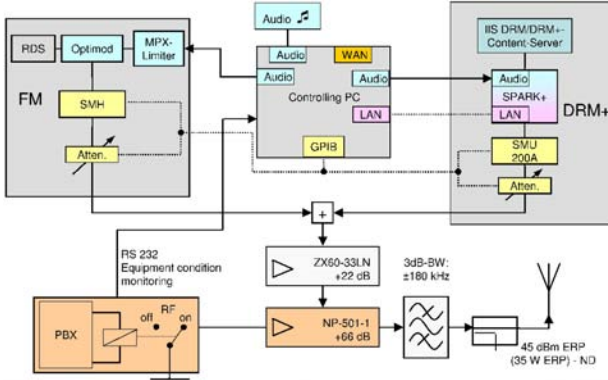 Audio
IIS DRM/DRM+-
Content-Server
RDS
Optimod
MPX-
Limiter
Audio
WAN
Audio
Audio
Audio
SPARK+
FM
SMH
Controlling PC
LAN
LAN
DRM+
Atten.
GPIB
SMU
200A
Atten.
+
RS 232
Equipment condition
monitoring
ZX60-33LN
+22 dB
3dB-BW:
±180 kHz
PBX
RF
off
on
NP-501-1
+66 dB
45 dBm ERP
(35 W ERP) - ND